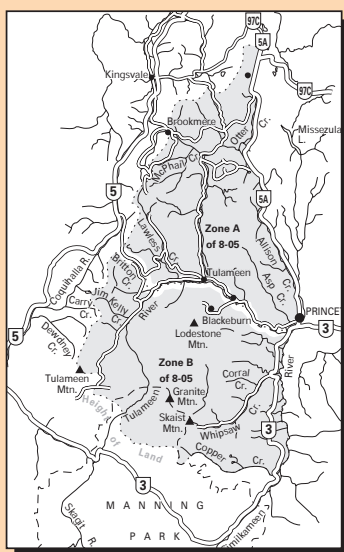 97C
5A
Kingsvale
97C
Brookmere
Otter Cr.
Missezula L.
McPhail Cr.
5
5A
Zone A
of 8-05
Lawless Cr.
Allison Cr.
Asp Cr.
Coquihalla R.
Britton Cr.
Tulameen
Jim Kelly Cr.
Carry Cr.
River
Blackeburn
PRINCE
3
5
Dewdney Cr.
Lodestone
Mtn.
Zone B
of 8-05
River
Tulameen
Mtn.
Tulameen
Granite
Mtn.
Corral
Cr.
Height of Land
Skaist
Mtn.
Whipsaw Cr.
3
Copper Cr.
3
MANNING
PARK
Skagit R.
Similkameen